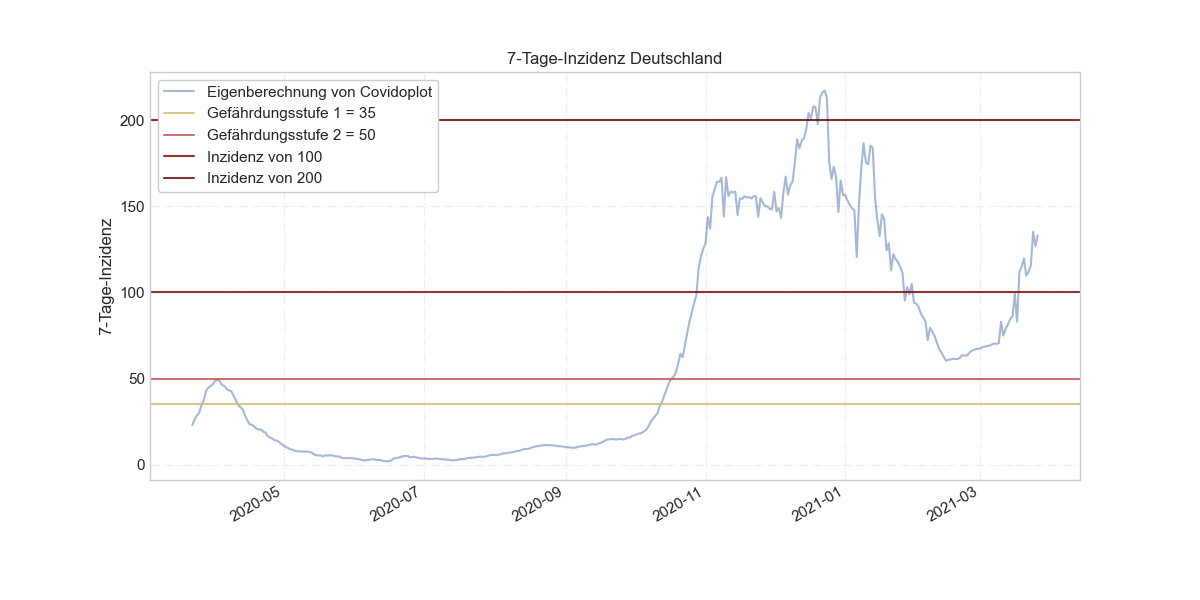 7-Tage-Inzidenz Deutschland
Eigenberechnung von Covidoplot
Gefährdungsstufe 1 = 35
Gefährdungsstufe 2 = 50
Inzidenz von 100
Inzidenz von 200
7-Tage-Inzidenz
200
150
100
50
0
2020-05
2020-07
2020-09
2020-11
2021-01
2021-03